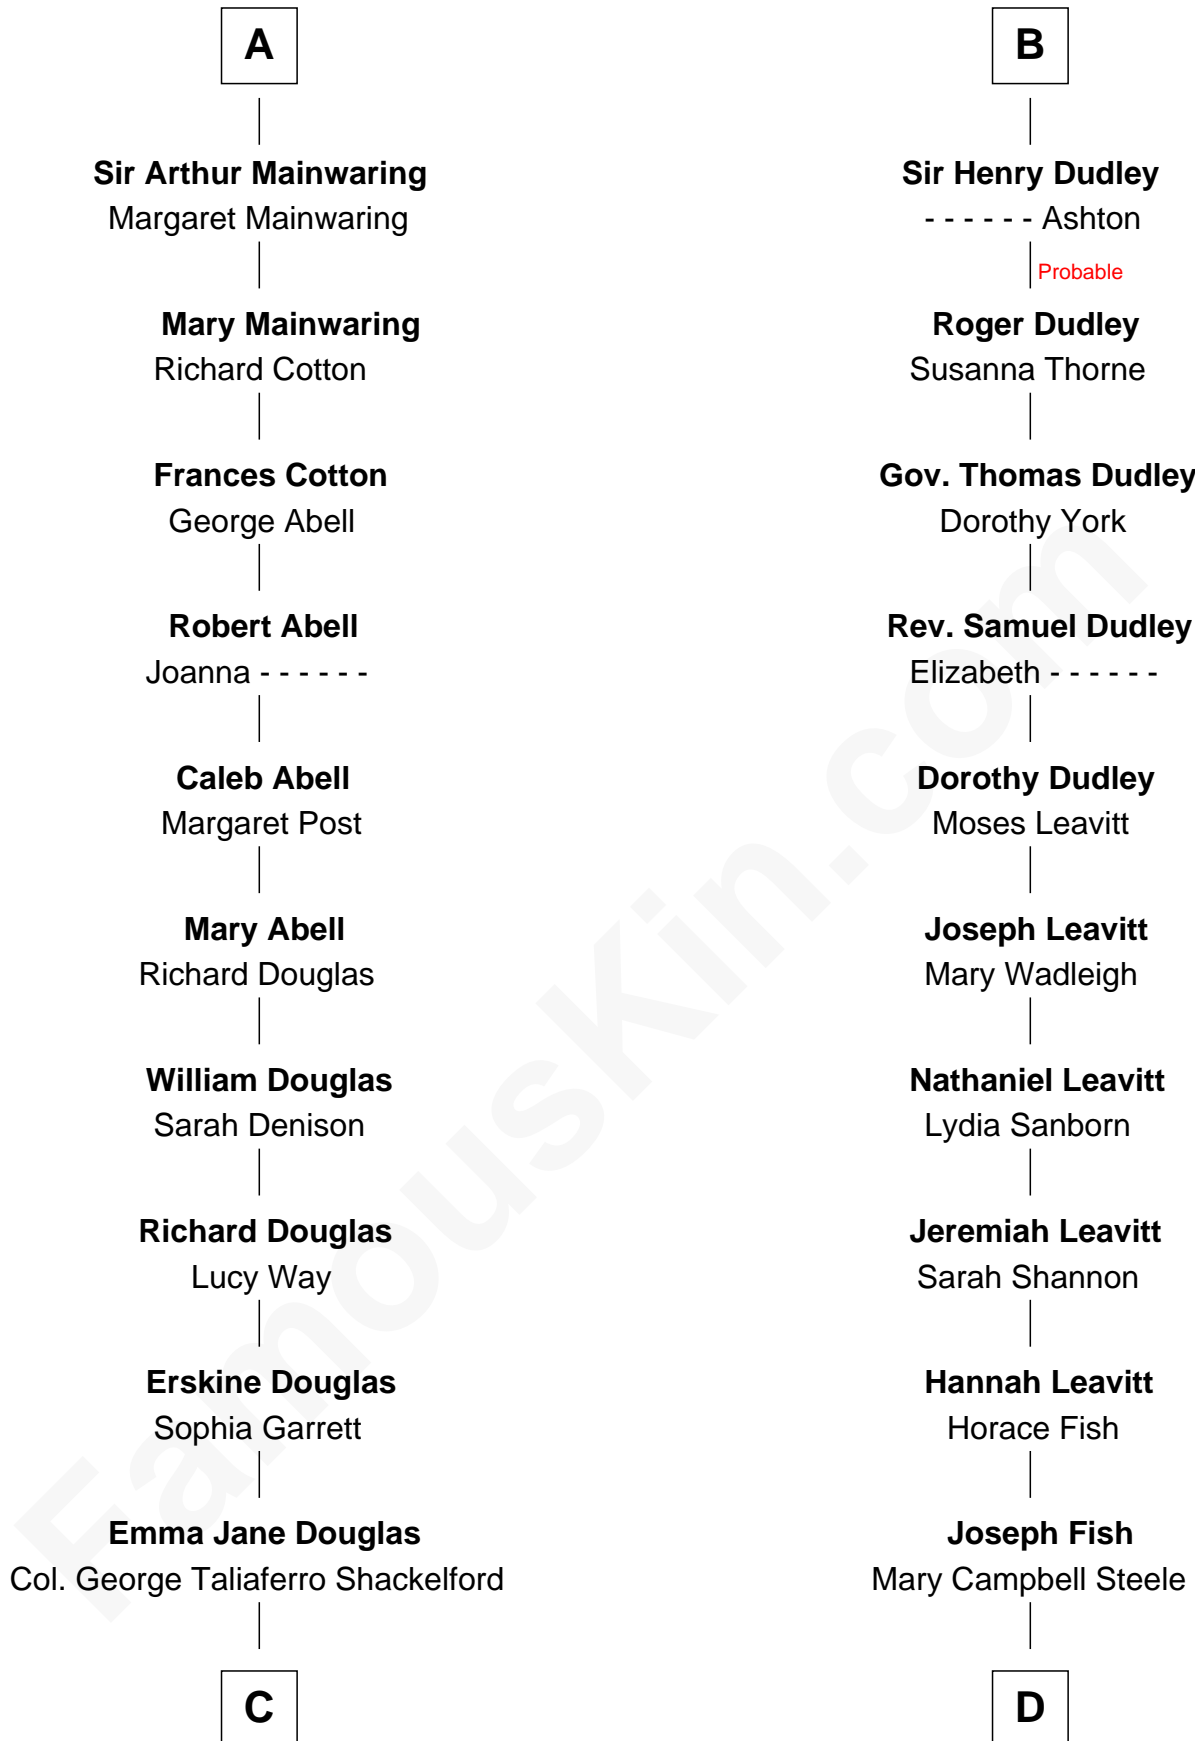 A
Sir Arthur Mainwaring
Margaret Mainwaring
Mary Mainwaring
Richard Cotton
Frances Cotton
George Abell
Robert Abell
Joanna - - - - - -
Caleb Abell
Margaret Post
Mary Abell
Richard Douglas
William Douglas
Sarah Denison
Richard Douglas
Lucy Way
Erskine Douglas
Sophia Garrett
Emma Jane Douglas
Col. George Taliaferro Shackelford
C
B
Sir Henry Dudley
- - - - - - Ashton
Probable
Roger Dudley
Susanna Thorne
Gov. Thomas Dudley
Dorothy York
Rev. Samuel Dudley
Elizabeth - - - - - -
Dorothy Dudley
Moses Leavitt
Joseph Leavitt
Mary Wadleigh
Nathaniel Leavitt
Lydia Sanborn
Jeremiah Leavitt
Sarah Shannon
Hannah Leavitt
Horace Fish
Joseph Fish
Mary Campbell Steele
D
FamousKin.com